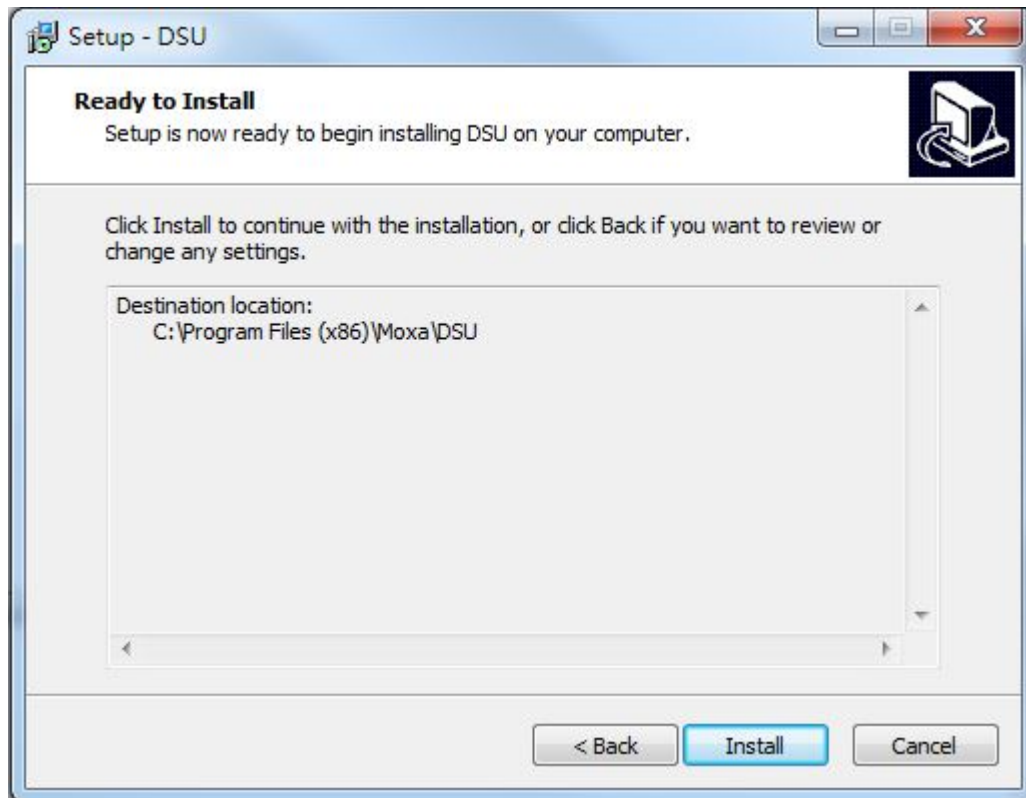 Setup - DSU
Ready to Install
Setup is now ready to begin installing DSU on your computer.
Click Install to continue with the installation, or click Back if you want to review or
change any settings.
Destination location:
C:\Program Files (x86)\Moxa\DSU
< Back
Install
Cancel